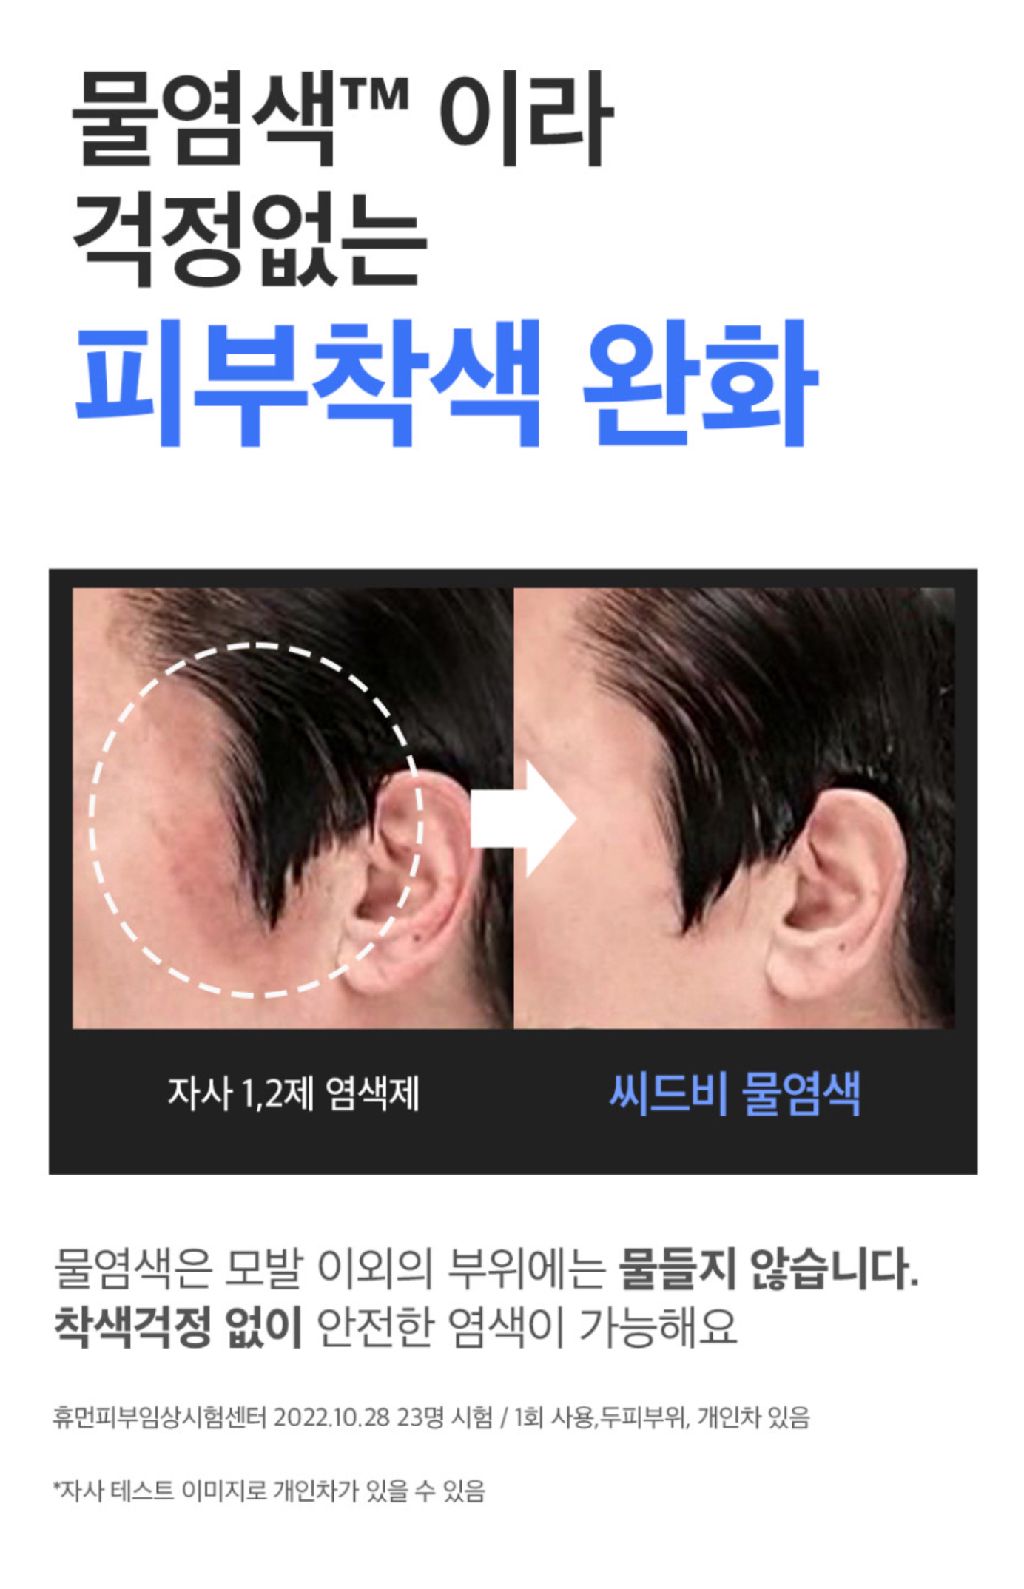 물염색™ 이라
걱정없는
피부착색 완화
자사 1,2제 염색제
씨드비 물염색
물염색은 모발 이외의 부위에는 물들지 않습니다.
착색걱정 없이 안전한 염색이 가능해요
휴먼피부임상시험센터 2022.10.28 23명 시험 / 1회 사용,두피부위, 개인차 있음
*자사 테스트 이미지로 개인차가 있을 수 있음